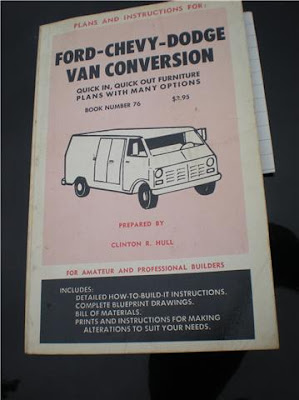 PLANS AND INSTRUCTIONS FOR:
FORD-CHEVY-DODGE
VAN CONVERSION
QUICK IN, QUICK OUT FURNITURE
PLANS WITH MANY OPTIONS
BOOK NUMBER 76 $7.95
PREPARED BY
CLINTON R. HULL
FOR AMATEUR AND PROFESSIONAL BUILDERS
INCLUDES:
DETAILED HOW-TO-BUILD-IT INSTRUCTIONS.
COMPLETE BLUEPRINT DRAWINGS.
BILL OF MATERIALS.
PRINTS AND INSTRUCTIONS FOR MAKING
ALTERATIONS TO SUIT YOUR NEEDS.